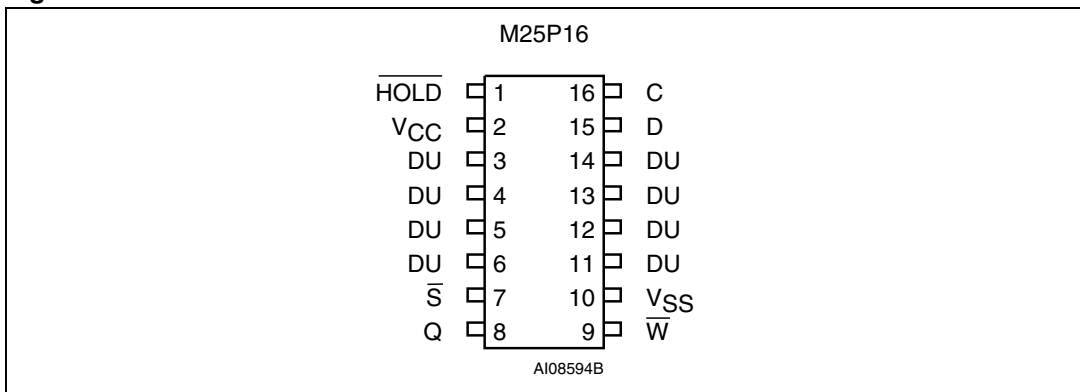 M25P16
HOLD 1 16 C
VCC 2 15 D
DU 3 14 DU
DU 4 13 DU
DU 5 12 DU
DU 6 11 DU
S 7 10 VSS
Q 8 9 W
AI08594B